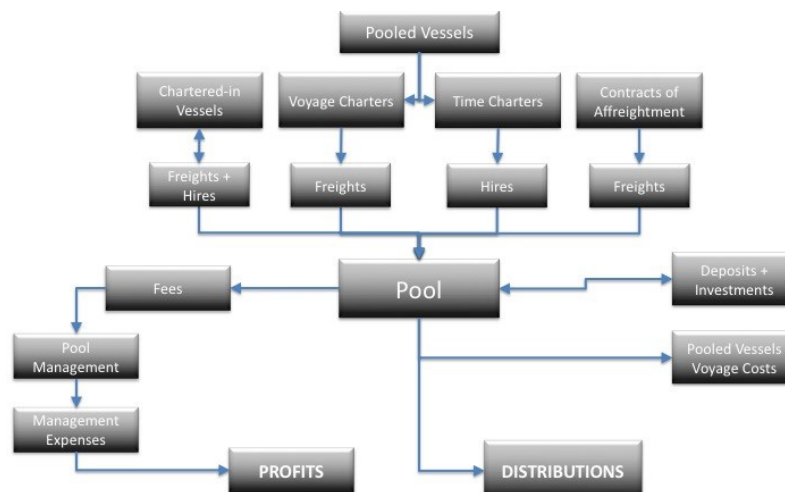 Pooled Vessels
Chartered-in
Vessels
Voyage Charters
Time Charters
Contracts of
Affreightment
Freights +
Hires
Freights
Hires
Freights
Pool
Deposits +
Investments
Fees
Pool
Management
Pooled Vessels
Voyage Costs
Management
Expenses
PROFITS
DISTRIBUTIONS